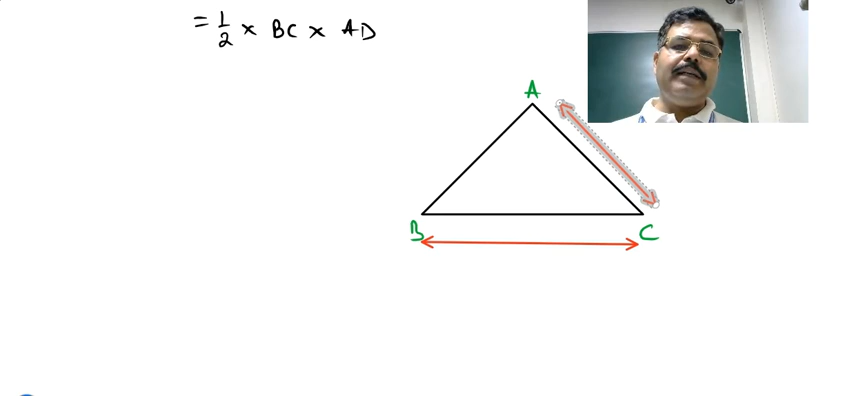 = 1/2 × BC × AD
A
B
C